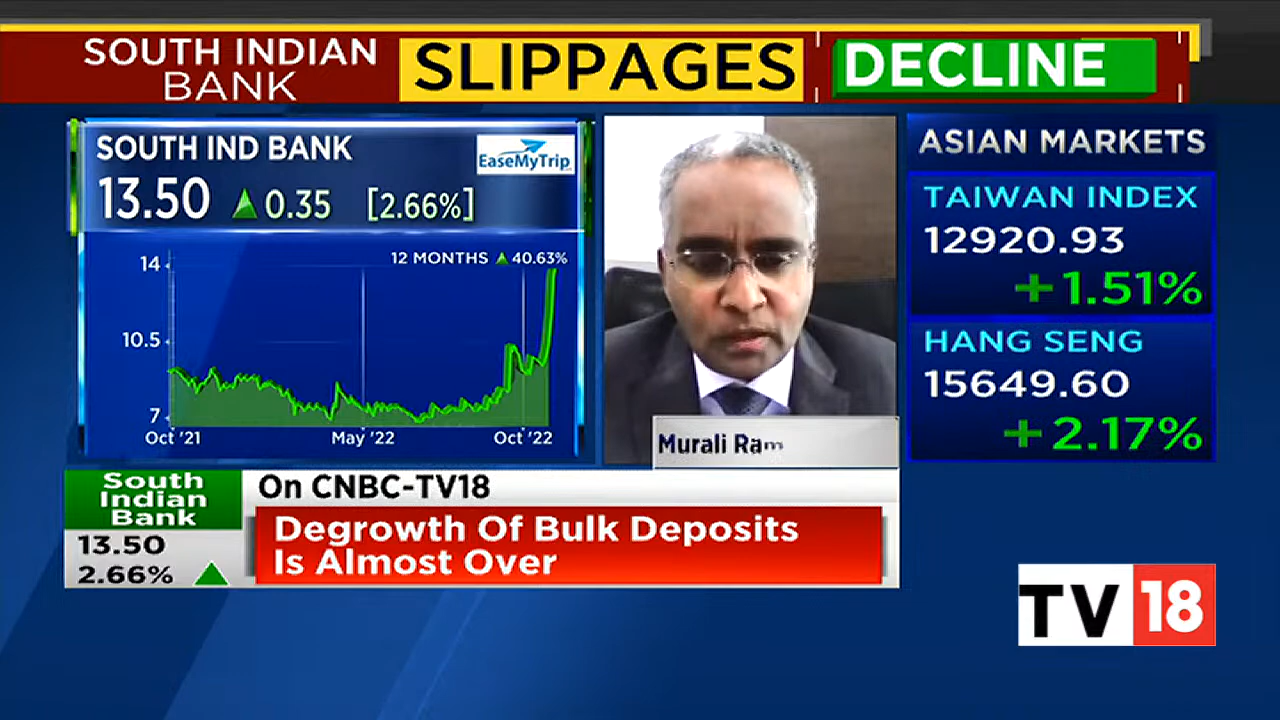 SOUTH INDIAN
BANK
SLIPPAGES
DECLINE
SOUTH IND BANK
EaseMyTrip
13.50 ▲ 0.35 [2.66%]
12 MONTHS ▲ 40.63%
14
10.5
7
Oct '21 May '22 Oct '22
Murali Ram
ASIAN MARKETS
TAIWAN INDEX
12920.93
+1.51%
HANG SENG
15649.60
+2.17%
South
Indian
Bank
13.50
2.66% ▲
On CNBC-TV18
Degrowth Of Bulk Deposits
Is Almost Over
TV18